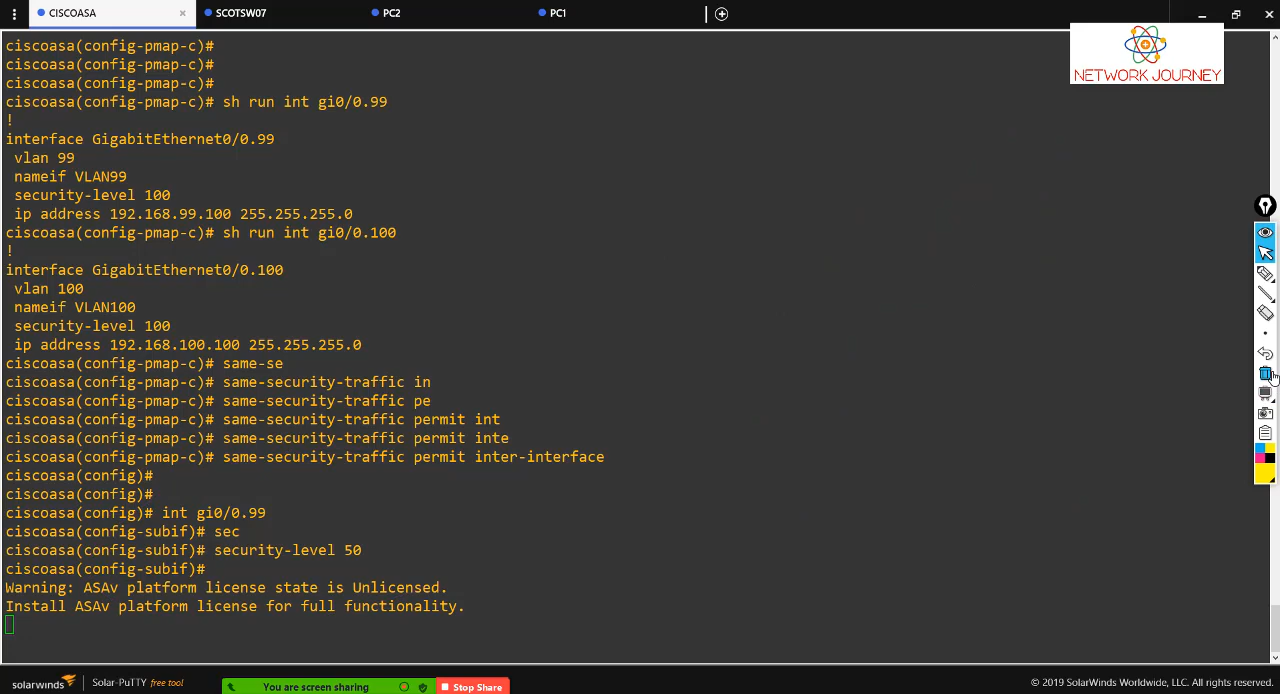 CISCOASA
SCOTSW07
PC2
PC1
NETWORK JOURNEY
ciscoasa(config-pmap-c)#
ciscoasa(config-pmap-c)#
ciscoasa(config-pmap-c)#
ciscoasa(config-pmap-c)# sh run int gi0/0.99
!
interface GigabitEthernet0/0.99
vlan 99
nameif VLAN99
security-level 100
ip address 192.168.99.100 255.255.255.0
ciscoasa(config-pmap-c)# sh run int gi0/0.100
!
interface GigabitEthernet0/0.100
vlan 100
nameif VLAN100
security-level 100
ip address 192.168.100.100 255.255.255.0
ciscoasa(config-pmap-c)# same-se
ciscoasa(config-pmap-c)# same-security-traffic in
ciscoasa(config-pmap-c)# same-security-traffic pe
ciscoasa(config-pmap-c)# same-security-traffic permit int
ciscoasa(config-pmap-c)# same-security-traffic permit inte
ciscoasa(config-pmap-c)# same-security-traffic permit inter-interface
ciscoasa(config)#
ciscoasa(config)#
ciscoasa(config)# int gi0/0.99
ciscoasa(config-subif)# sec
ciscoasa(config-subif)# security-level 50
ciscoasa(config-subif)#
Warning: ASAv platform license state is Unlicensed.
Install ASAv platform license for full functionality.
solarwinds Solar-PuTTY free tool
You are screen sharing
Stop Share
© 2019 SolarWinds Worldwide, LLC. All rights reserved.